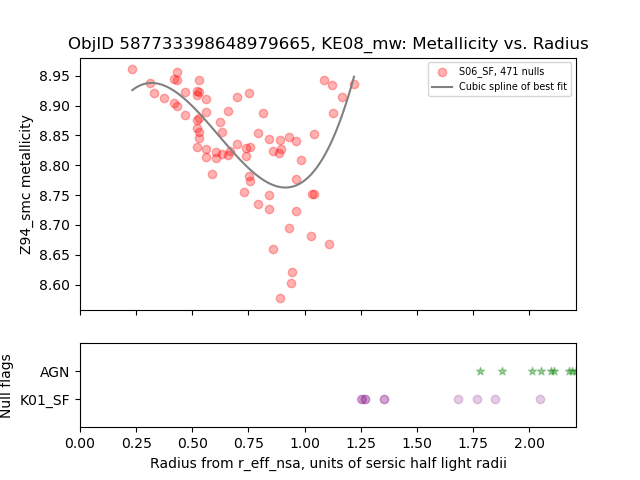 ObjID 587733398648979665, KE08_mw: Metallicity vs. Radius
S06_SF, 471 nulls
Cubic spline of best fit
Z94_smc metallicity
8.95
8.90
8.85
8.80
8.75
8.70
8.65
8.60
Null flags
AGN
K01_SF
0.00 0.25 0.50 0.75 1.00 1.25 1.50 1.75 2.00
Radius from r_eff_nsa, units of sersic half light radii